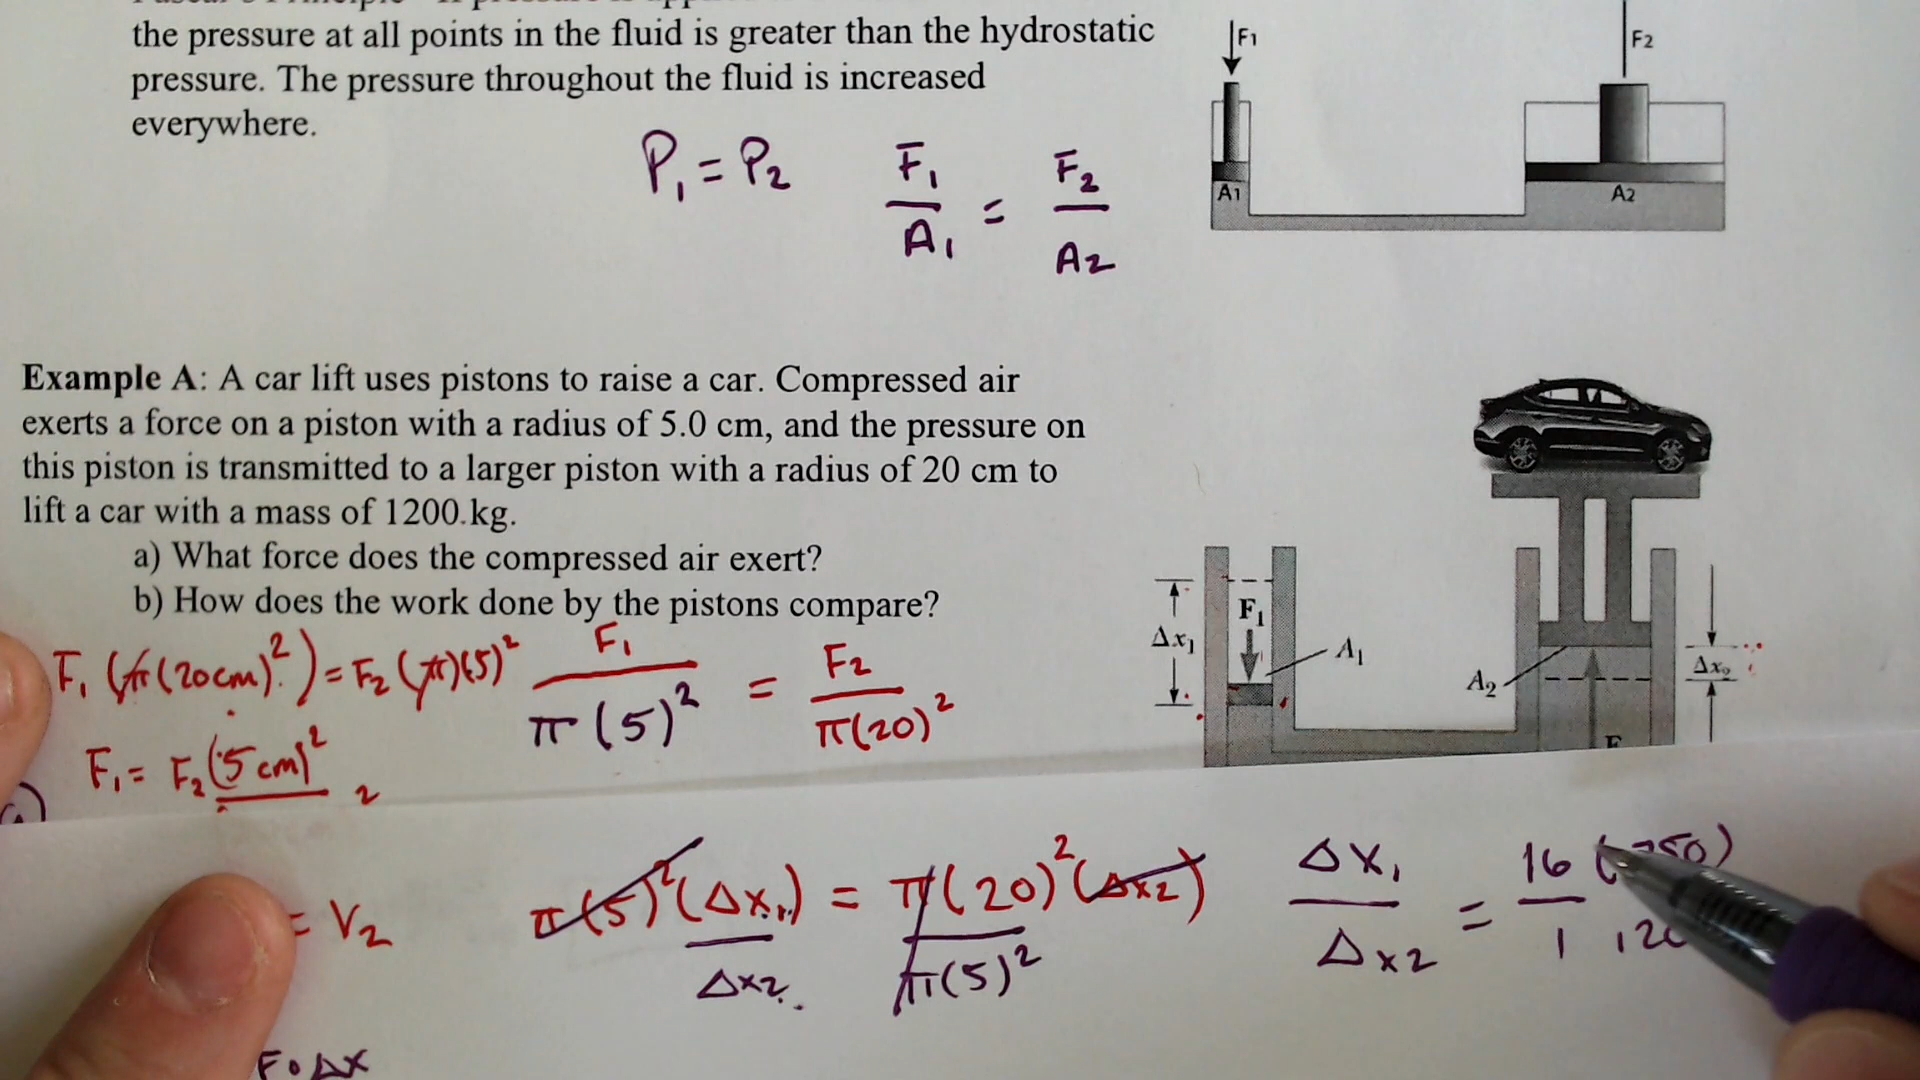 the pressure at all points in the fluid is greater than the hydrostatic
pressure. The pressure throughout the fluid is increased
everywhere.
P₁ = P₂
F₁/A₁ = F₂/A₂
F1
F2
A1
A2
Example A: A car lift uses pistons to raise a car. Compressed air
exerts a force on a piston with a radius of 5.0 cm, and the pressure on
this piston is transmitted to a larger piston with a radius of 20 cm to
lift a car with a mass of 1200.kg.
a) What force does the compressed air exert?
b) How does the work done by the pistons compare?
F₁ (π(20cm)²) = F₂ (π)(5)²
F₁/π(5)² = F₂/π(20)²
F₁ = F₂(5cm)²
2
Δx₁
F₁
A₁
A₂
Δx₂
F
= V₂
π(5)²(Δx₁)/Δx₂ = π(20)²(Δx₂)/π(5)²
Δx₁/Δx₂ = 16/1
F•Δx